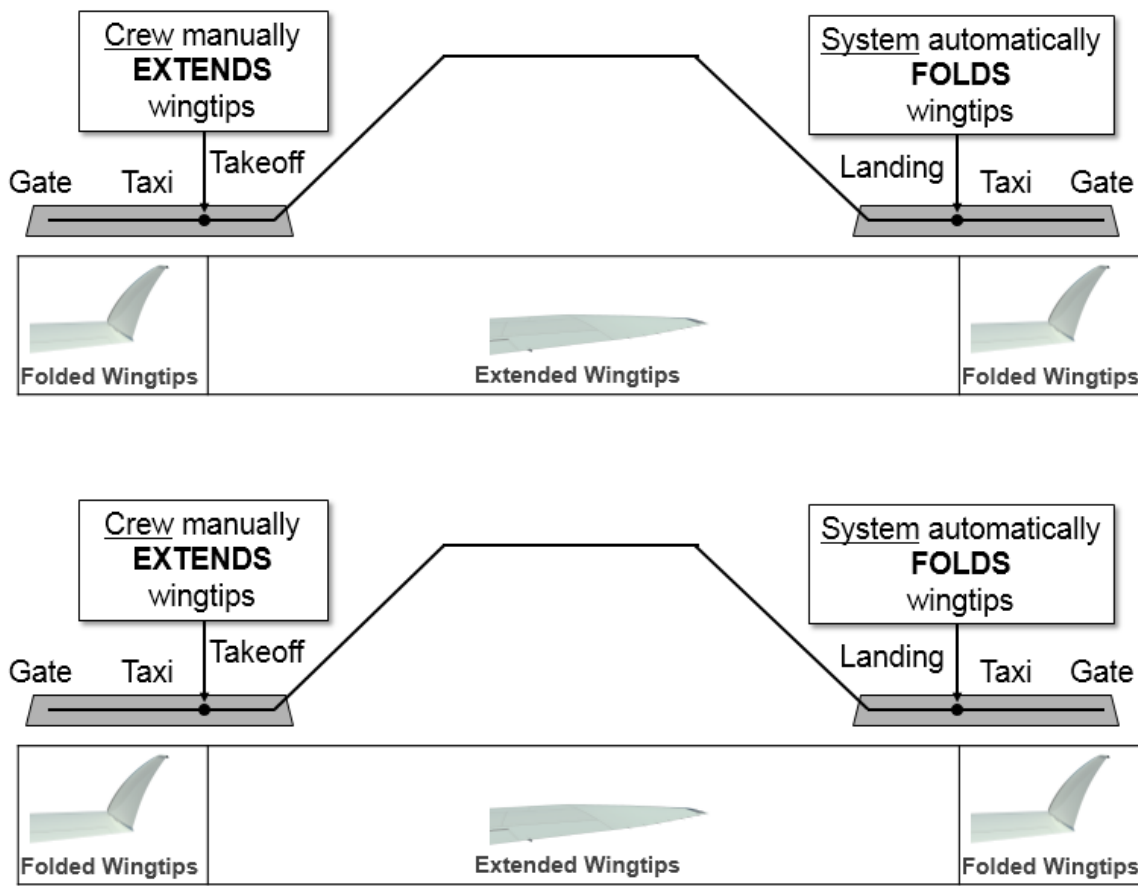 Crew manually
EXTENDS
wingtips
System automatically
FOLDS
wingtips
Takeoff
Landing
Gate
Taxi
Taxi
Gate
Folded Wingtips
Extended Wingtips
Folded Wingtips
Crew manually
EXTENDS
wingtips
System automatically
FOLDS
wingtips
Takeoff
Landing
Gate
Taxi
Taxi
Gate
Folded Wingtips
Extended Wingtips
Folded Wingtips